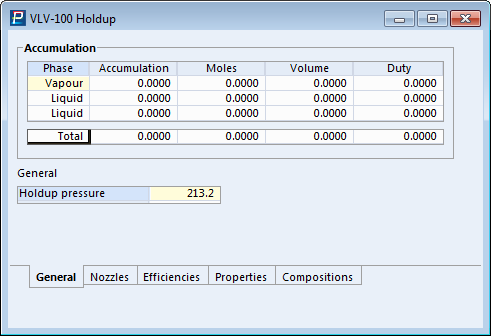 VLV-100 Holdup
Accumulation
Phase Accumulation Moles Volume Duty
Vapour 0.0000 0.0000 0.0000 0.0000
Liquid 0.0000 0.0000 0.0000 0.0000
Liquid 0.0000 0.0000 0.0000 0.0000
Total 0.0000 0.0000 0.0000 0.0000
General
Holdup pressure 213.2
General Nozzles Efficiencies Properties Compositions